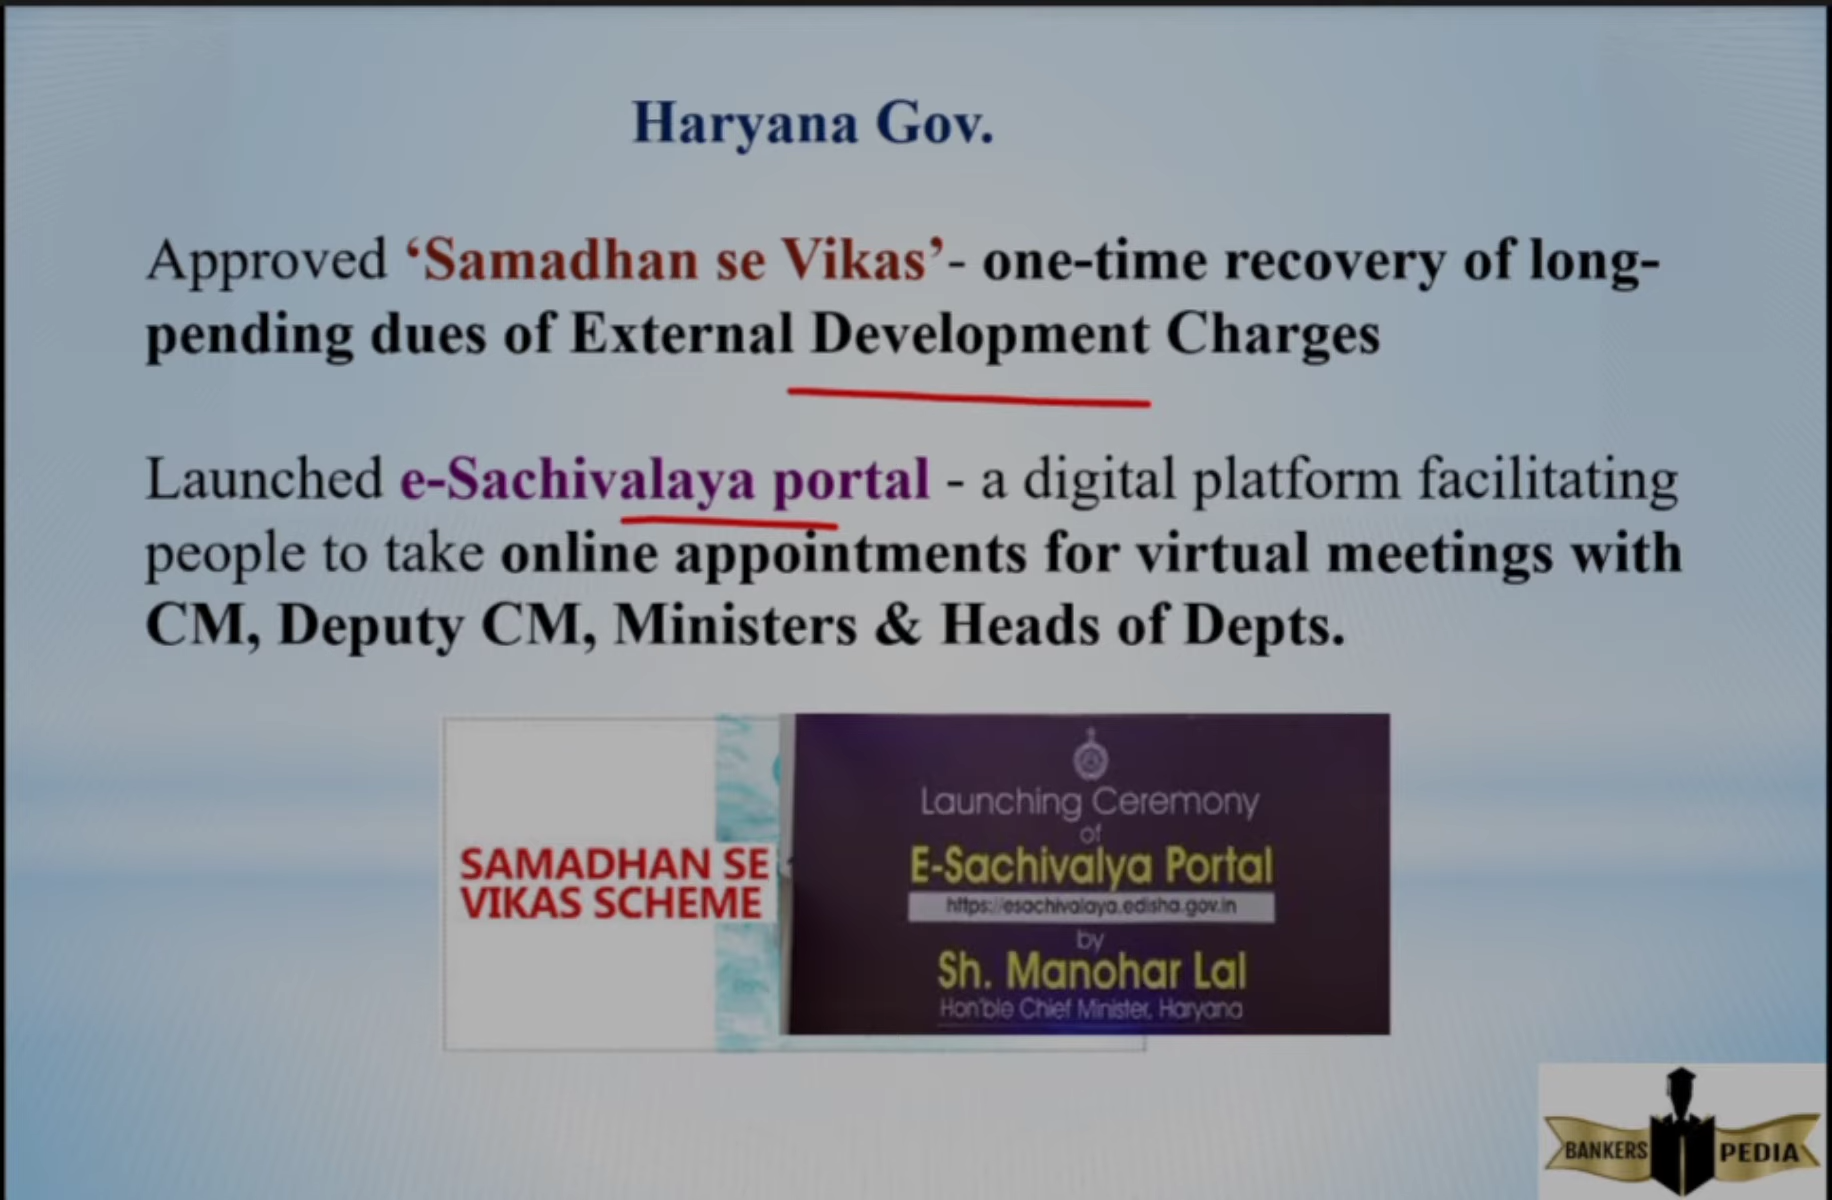 Haryana Gov.
Approved ‘Samadhan se Vikas’- one-time recovery of long-
pending dues of External Development Charges
Launched e-Sachivalaya portal - a digital platform facilitating
people to take online appointments for virtual meetings with
CM, Deputy CM, Ministers & Heads of Depts.
SAMADHAN SE
VIKAS SCHEME
Launching Ceremony
of
E-Sachivalya Portal
https://esachivalaya.edisha.gov.in
by
Sh. Manohar Lal
Hon'ble Chief Minister, Haryana
BANKERS PEDIA